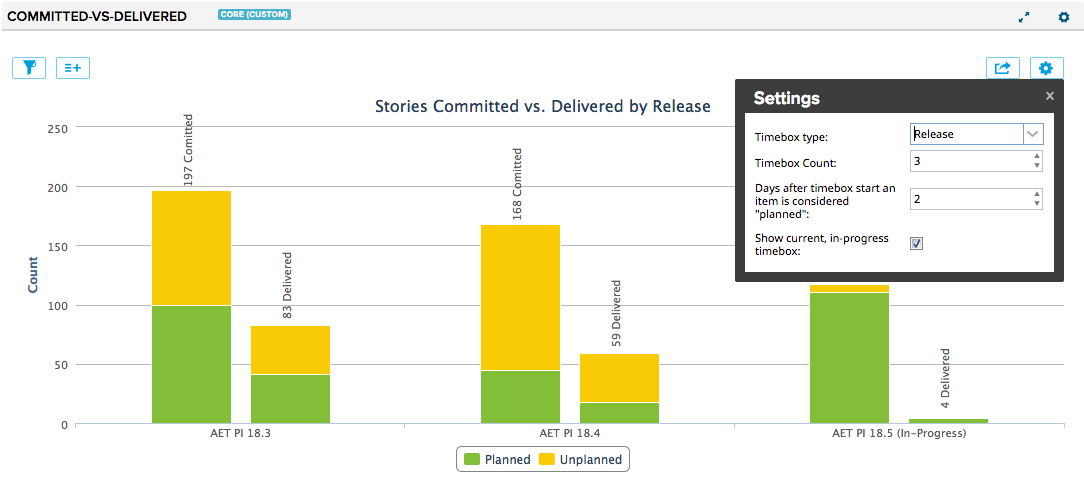 COMMITTED-VS-DELIVERED
CORE (CUSTOM)
Stories Committed vs. Delivered by Release
Settings
×
Timebox type:
Release
Timebox Count:
3
Days after timebox start an
item is considered
"planned":
2
Show current, in-progress
timebox:
Count
250
200
150
100
50
0
197 Comitted
83 Delivered
168 Comitted
59 Delivered
4 Delivered
AET PI 18.3
AET PI 18.4
AET PI 18.5 (In-Progress)
Planned
Unplanned